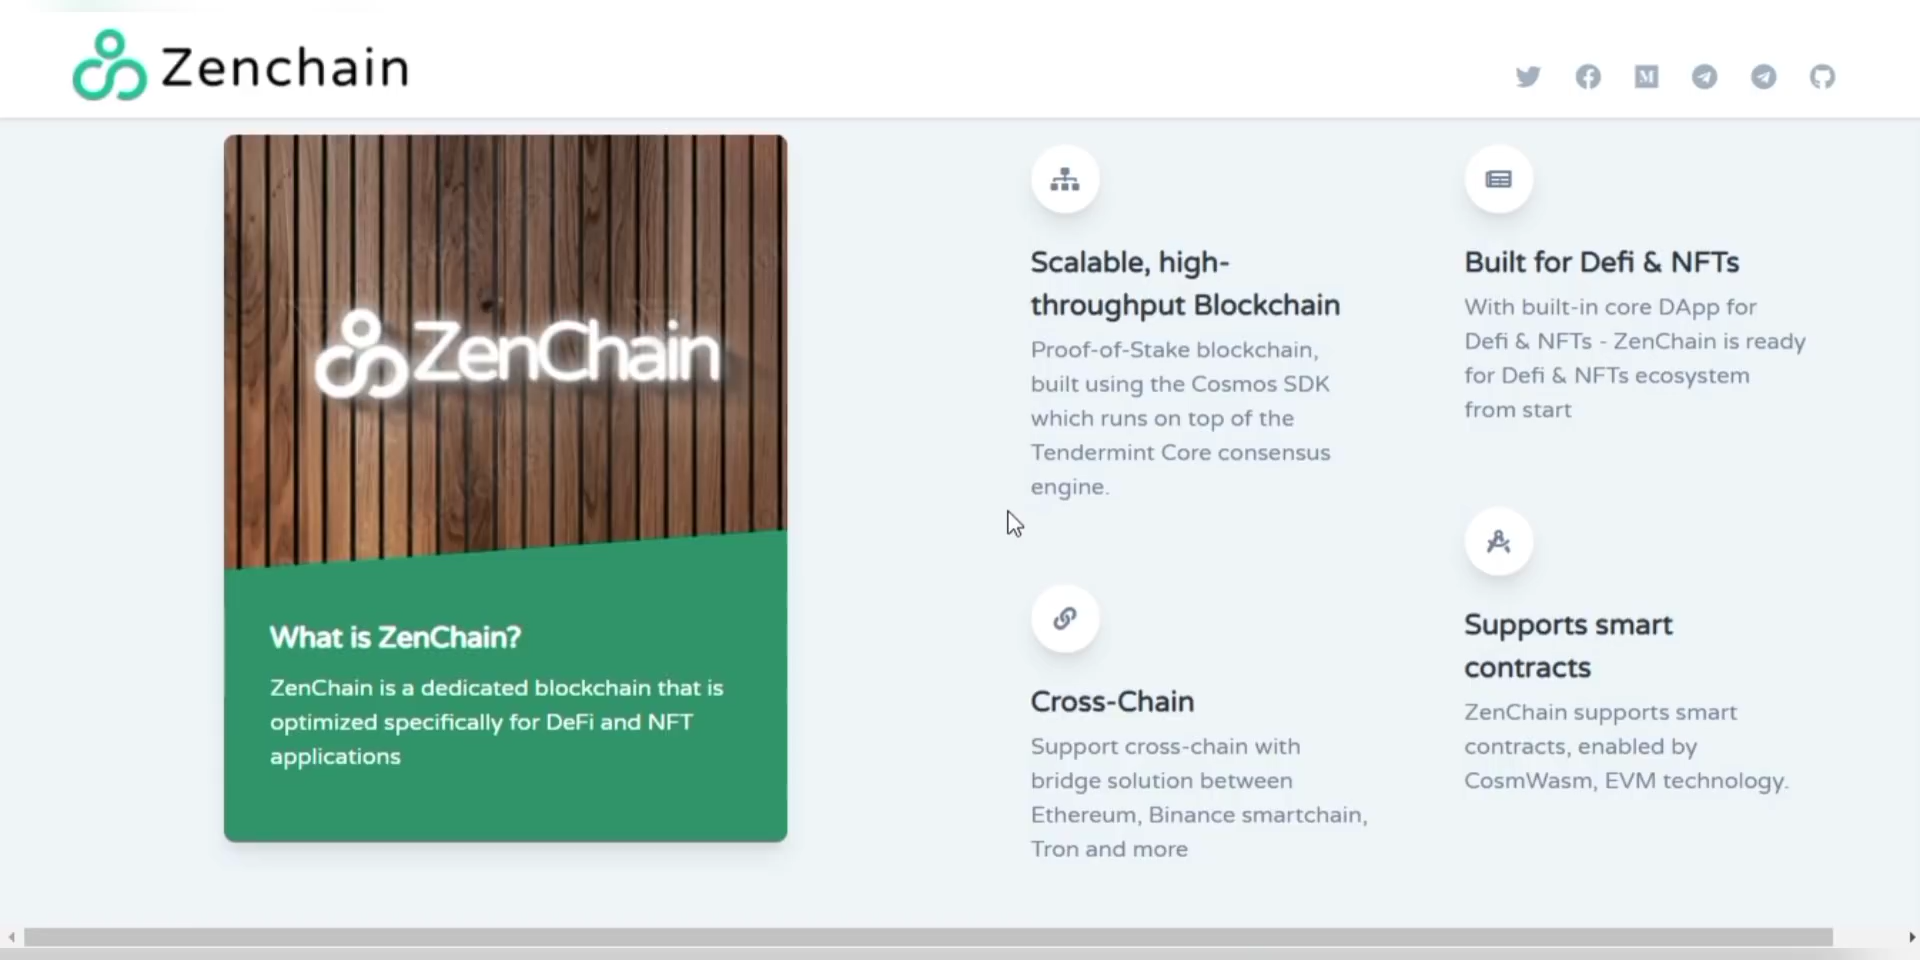 Zenchain
ZenChain
What is ZenChain?
ZenChain is a dedicated blockchain that is
optimized specifically for DeFi and NFT
applications
Scalable, high-
throughput Blockchain
Proof-of-Stake blockchain,
built using the Cosmos SDK
which runs on top of the
Tendermint Core consensus
engine.
Cross-Chain
Support cross-chain with
bridge solution between
Ethereum, Binance smartchain,
Tron and more
Built for Defi & NFTs
With built-in core DApp for
Defi & NFTs - ZenChain is ready
for Defi & NFTs ecosystem
from start
Supports smart
contracts
ZenChain supports smart
contracts, enabled by
CosmWasm, EVM technology.